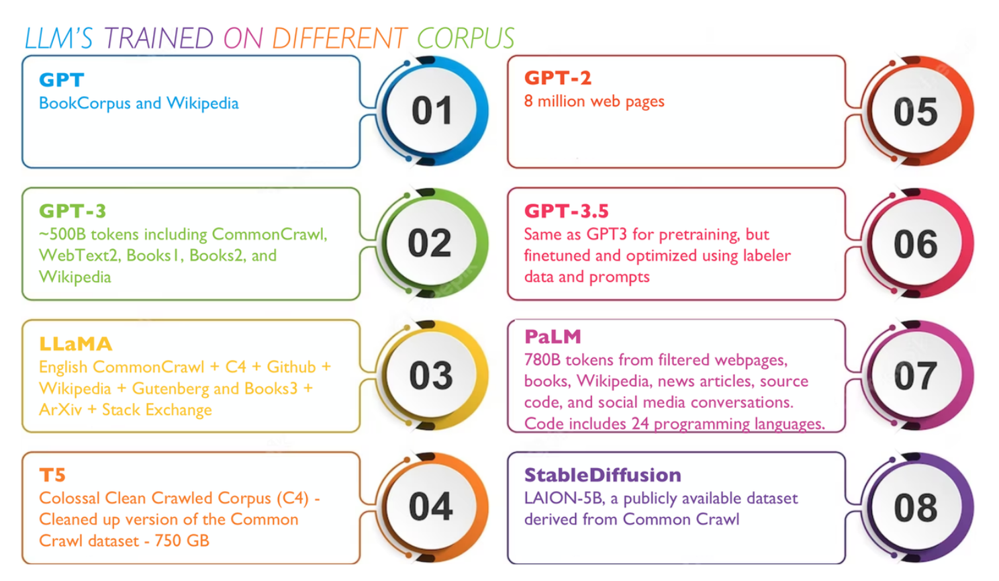 LLM'S TRAINED ON DIFFERENT CORPUS
GPT
BookCorpus and Wikipedia
01
GPT-3
~500B tokens including CommonCrawl,
WebText2, Books1, Books2, and
Wikipedia
02
LLaMA
English CommonCrawl + C4 + Github +
Wikipedia + Gutenberg and Books3 +
ArXiv + Stack Exchange
03
T5
Colossal Clean Crawled Corpus (C4) -
Cleaned up version of the Common
Crawl dataset - 750 GB
04
GPT-2
8 million web pages
05
GPT-3.5
Same as GPT3 for pretraining, but
finetuned and optimized using labeler
data and prompts
06
PaLM
780B tokens from filtered webpages,
books, Wikipedia, news articles, source
code, and social media conversations.
Code includes 24 programming languages.
07
StableDiffusion
LAION-5B, a publicly available dataset
derived from Common Crawl
08